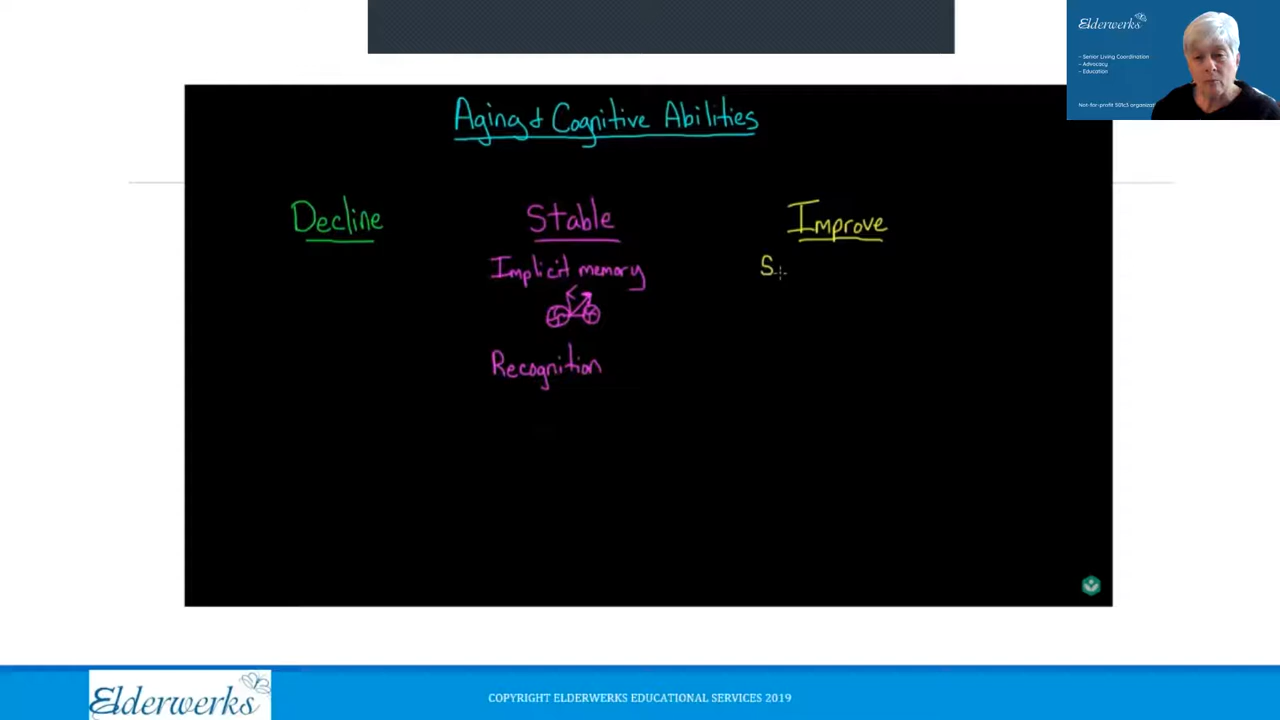 Elderwerks
- Senior Living Coordination
- Advocacy
- Education
Aging & Cognitive Abilities
Decline
Stable
Improve
Implicit memory
S
Recognition
Elderwerks
COPYRIGHT ELDERWERKS EDUCATIONAL SERVICES 2019